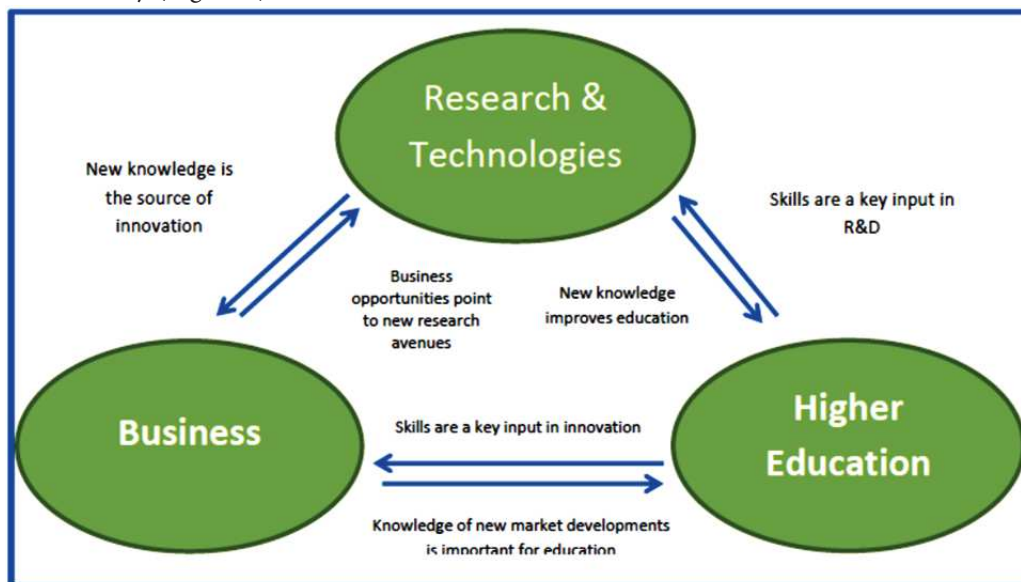 Research &
Technologies
New knowledge is
the source of
innovation
Skills are a key input in
R&D
Business
opportunities point
to new research
avenues
New knowledge
improves education
Business
Higher
Education
Skills are a key input in innovation
Knowledge of new market developments
is important for education